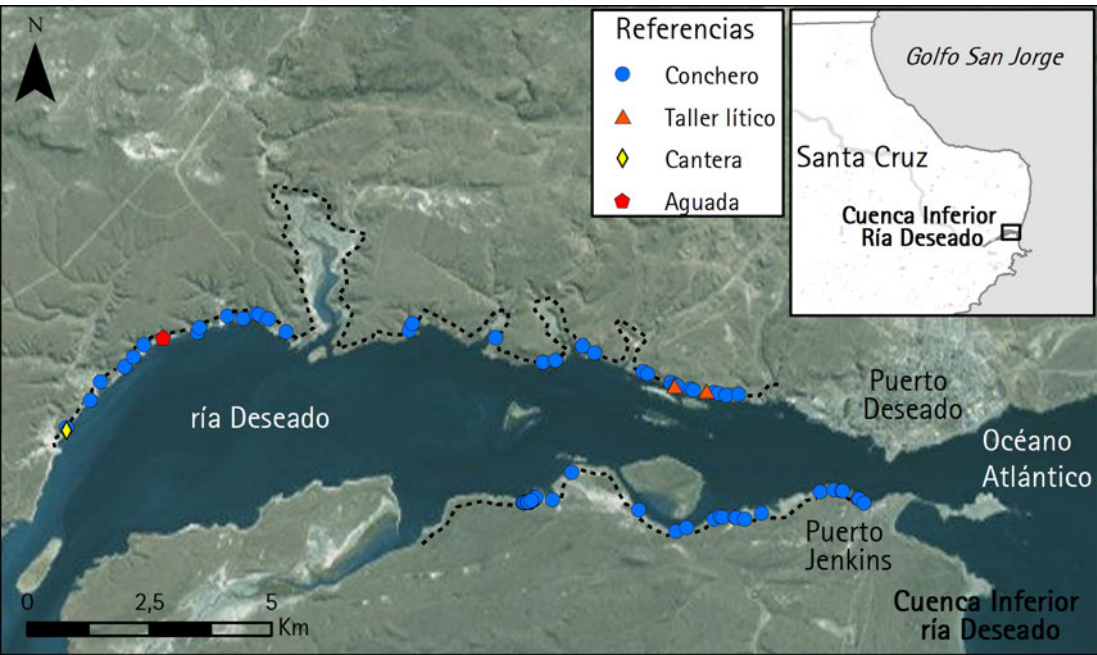 N
Referencias
Conchero
Taller lítico
Cantera
Aguada
Golfo San Jorge
Santa Cruz
Cuenca Inferior
Ría Deseado
ría Deseado
Puerto
Deseado
Océano
Atlántico
Puerto
Jenkins
0 2,5 5
Km
Cuenca Inferior
ría Deseado